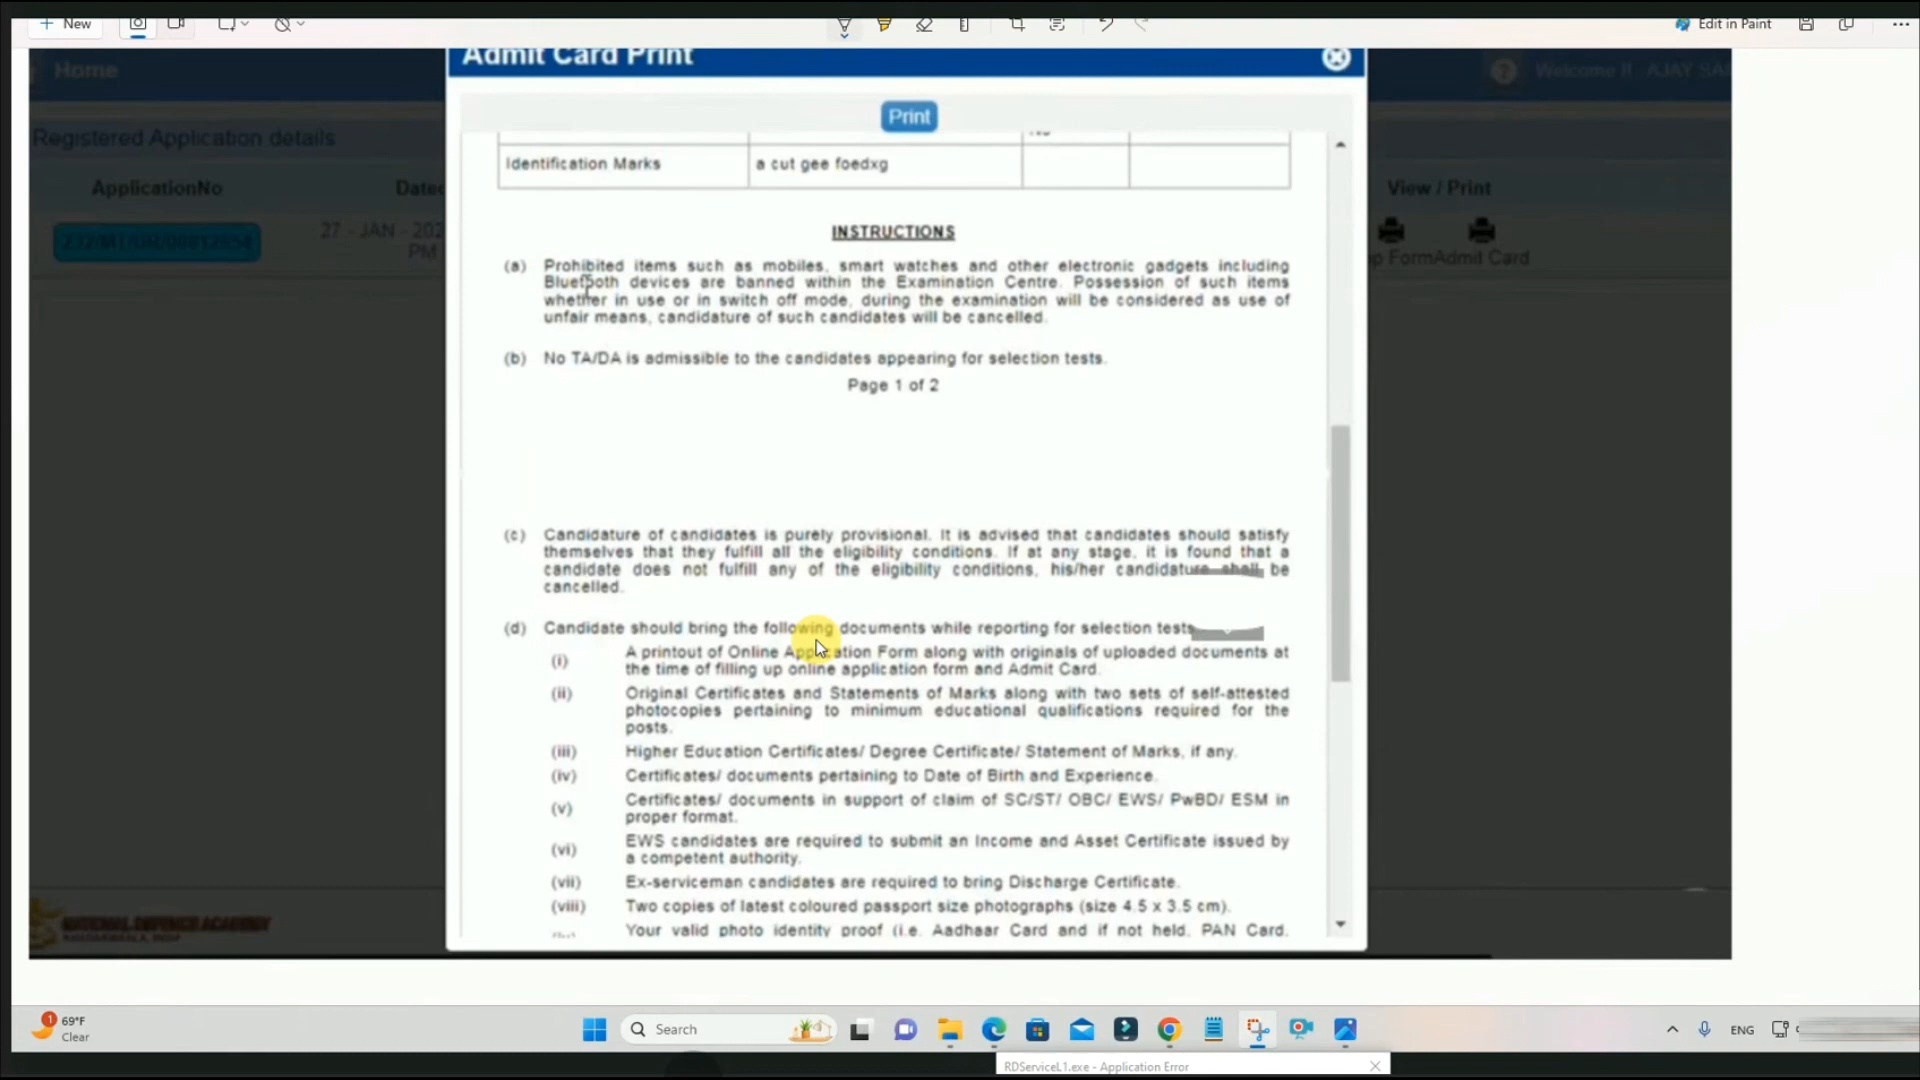 New
Edit in Paint
Admit Card Print
Home
Welcome !! AJAY
Print
Registered Application details
No
Identification Marks a cut gee foedxg
ApplicationNo
View / Print
INSTRUCTIONS
27 - JAN - 202
PM
FormAdmit Card
(a) Prohibited items such as mobiles, smart watches and other electronic gadgets including
Bluetooth devices are banned within the Examination Centre. Possession of such items
whether in use or in switch off mode, during the examination will be considered as use of
unfair means, candidature of such candidates will be cancelled.
(b) No TA/DA is admissible to the candidates appearing for selection tests.
Page 1 of 2
(c) Candidature of candidates is purely provisional. It is advised that candidates should satisfy
themselves that they fulfill all the eligibility conditions. If at any stage, it is found that a
candidate does not fulfill any of the eligibility conditions, his/her candidature shall be
cancelled.
(d) Candidate should bring the following documents while reporting for selection tests
(i) A printout of Online Application Form along with originals of uploaded documents at
the time of filling up online application form and Admit Card.
(ii) Original Certificates and Statements of Marks along with two sets of self-attested
photocopies pertaining to minimum educational qualifications required for the
posts.
(iii) Higher Education Certificates/ Degree Certificate/ Statement of Marks, if any.
(iv) Certificates/ documents pertaining to Date of Birth and Experience.
(v) Certificates/ documents in support of claim of SC/ST/ OBC/ EWS/ PwBD/ ESM in
proper format.
(vi) EWS candidates are required to submit an Income and Asset Certificate issued by
a competent authority.
(vii) Ex-serviceman candidates are required to bring Discharge Certificate.
(viii) Two copies of latest coloured passport size photographs (size 4.5 x 3.5 cm).
Your valid photo identity proof (i.e. Aadhaar Card and if not held, PAN Card,
NATIONAL DEFENCE ACADEMY
1
69°F
Clear
Search
ENG
RDServiceL1.exe - Application Error